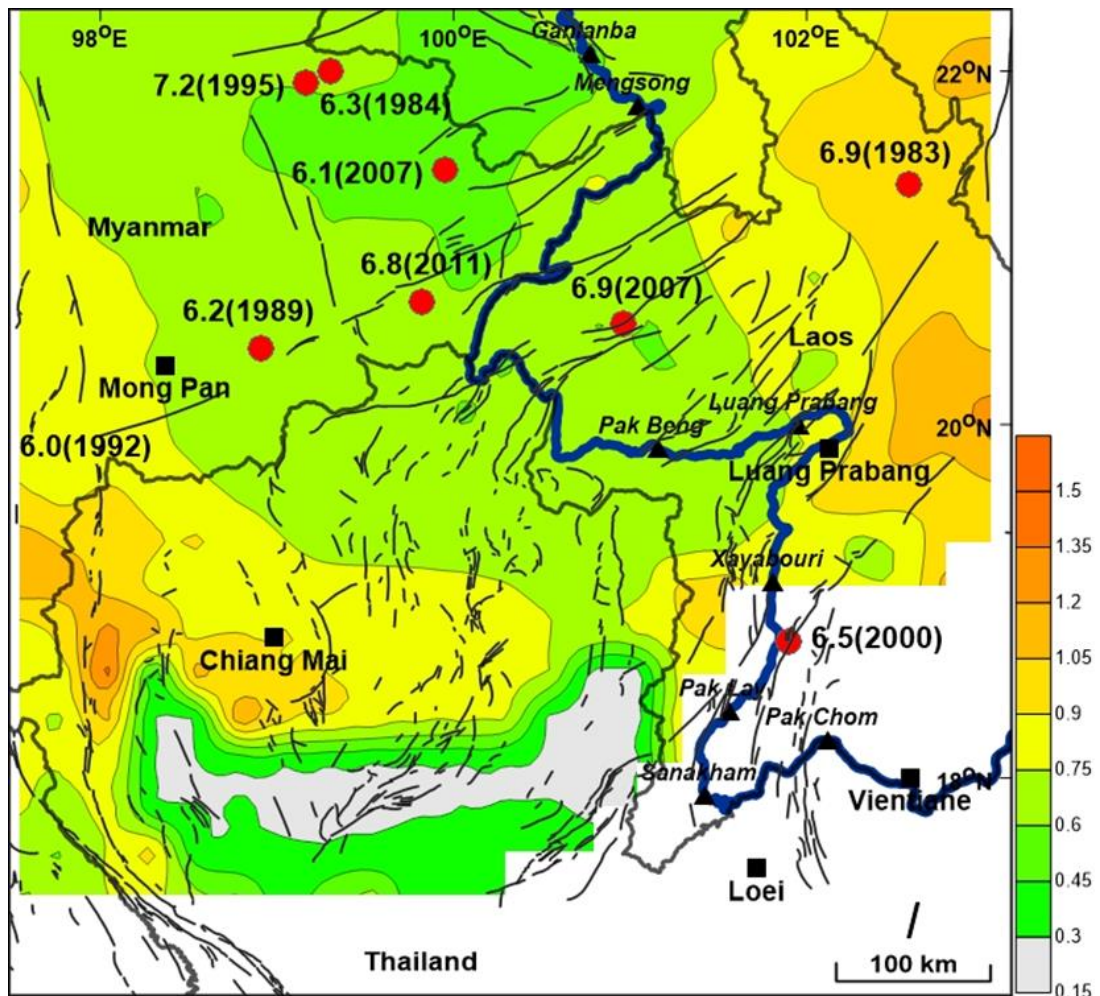 98°E
100°E
102°E
Ganlanba
22°N
7.2(1995)
Mengsong
6.3(1984)
6.9(1983)
6.1(2007)
Myanmar
6.8(2011)
6.9(2007)
6.2(1989)
Laos
Mong Pan
Luang Prabang
20°N
Pak Beng
6.0(1992)
Luang Prabang
1.5
Xayabouri
1.35
1.2
6.5(2000)
Chiang Mai
1.05
Pak Lay
0.9
Pak Chom
Sanakham
18°N
0.75
Vientiane
0.6
Loei
0.45
0.3
Thailand
100 km
0.15